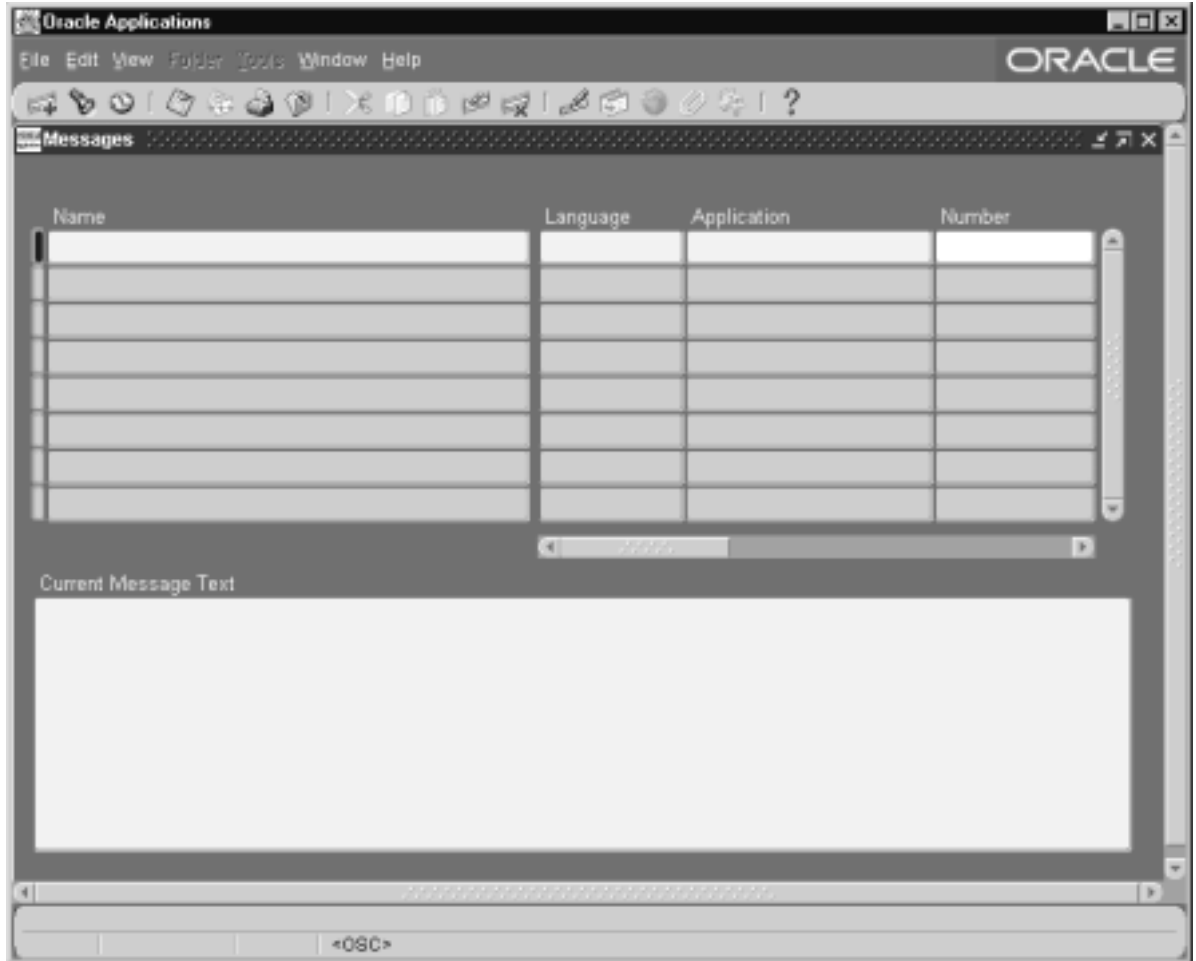 Oracle Applications
File Edit View Folder Tools Window Help
ORACLE
?
Messages
Name Language Application Number
Current Message Text
<OSC>